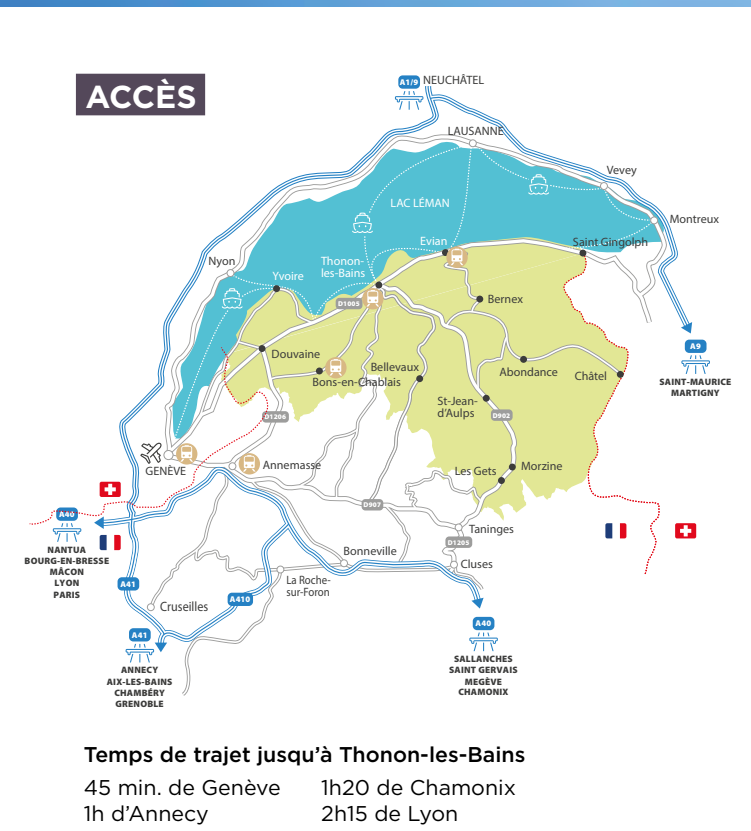 ACCÈS
A1/9 NEUCHÂTEL
LAUSANNE
Vevey
LAC LÉMAN
Montreux
Evian
Saint Gingolph
Nyon
Thonon-
les-Bains
Yvoire
Bernex
D1005
A9
SAINT-MAURICE
MARTIGNY
Douvaine
Bellevaux
Abondance
Châtel
Bons-en-Chablais
St-Jean-
d'Aulps
D902
D1206
GENÈVE
Annemasse
Les Gets
Morzine
A40
NANTUA
BOURG-EN-BRESSE
MÂCON
LYON
PARIS
D907
Taninges
D1205
Bonneville
Cluses
A41
La Roche-
sur-Foron
A410
Cruseilles
A41
ANNECY
AIX-LES-BAINS
CHAMBÉRY
GRENOBLE
A40
SALLANCHES
SAINT GERVAIS
MEGÈVE
CHAMONIX
Temps de trajet jusqu'à Thonon-les-Bains
45 min. de Genève
1h d'Annecy
1h20 de Chamonix
2h15 de Lyon